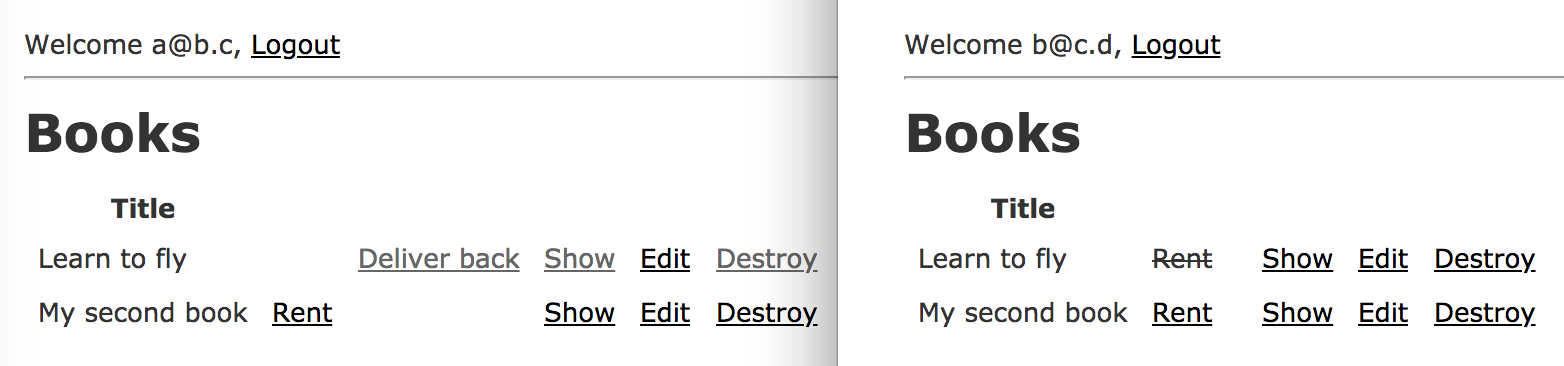 Welcome a@b.c, Logout
Books
Title
Learn to fly Deliver back Show Edit Destroy
My second book Rent Show Edit Destroy
Welcome b@c.d, Logout
Books
Title
Learn to fly Rent Show Edit Destroy
My second book Rent Show Edit Destroy